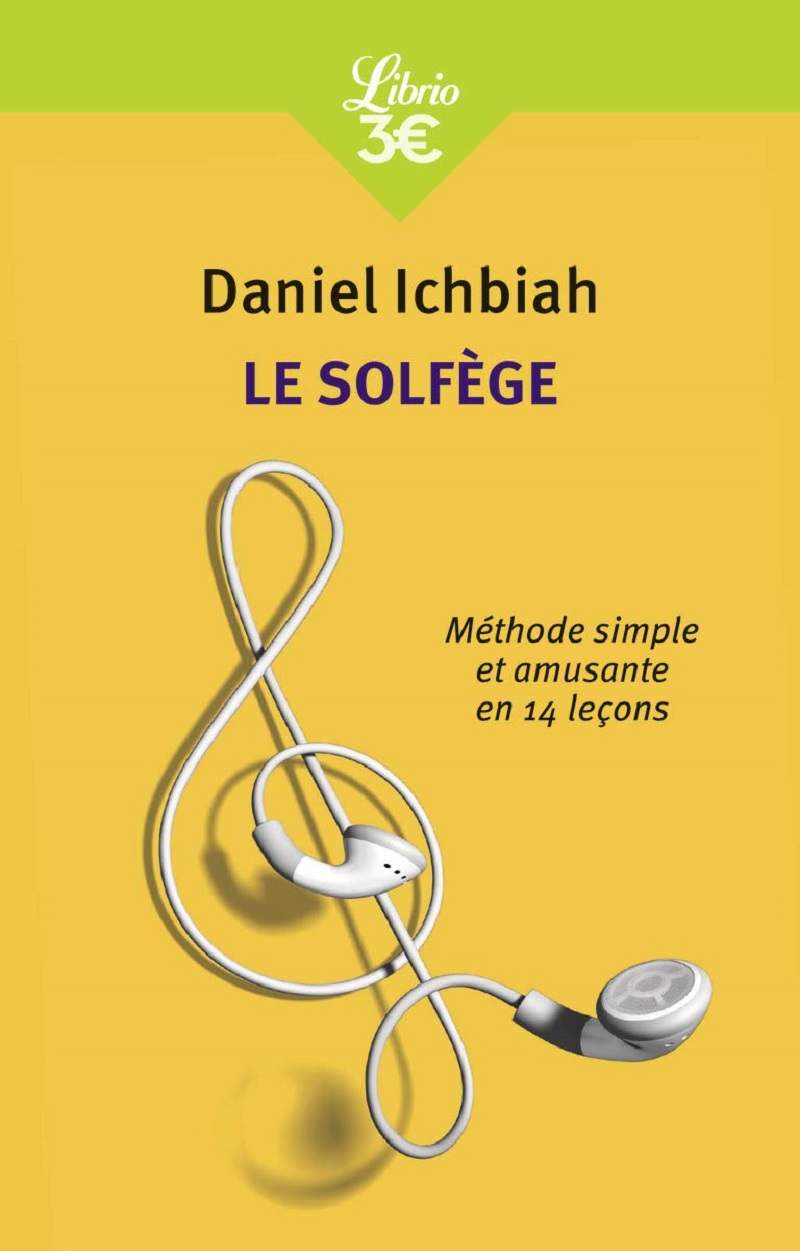 Librio
3€
Daniel Ichbiah
LE SOLFÈGE
Méthode simple
et amusante
en 14 leçons